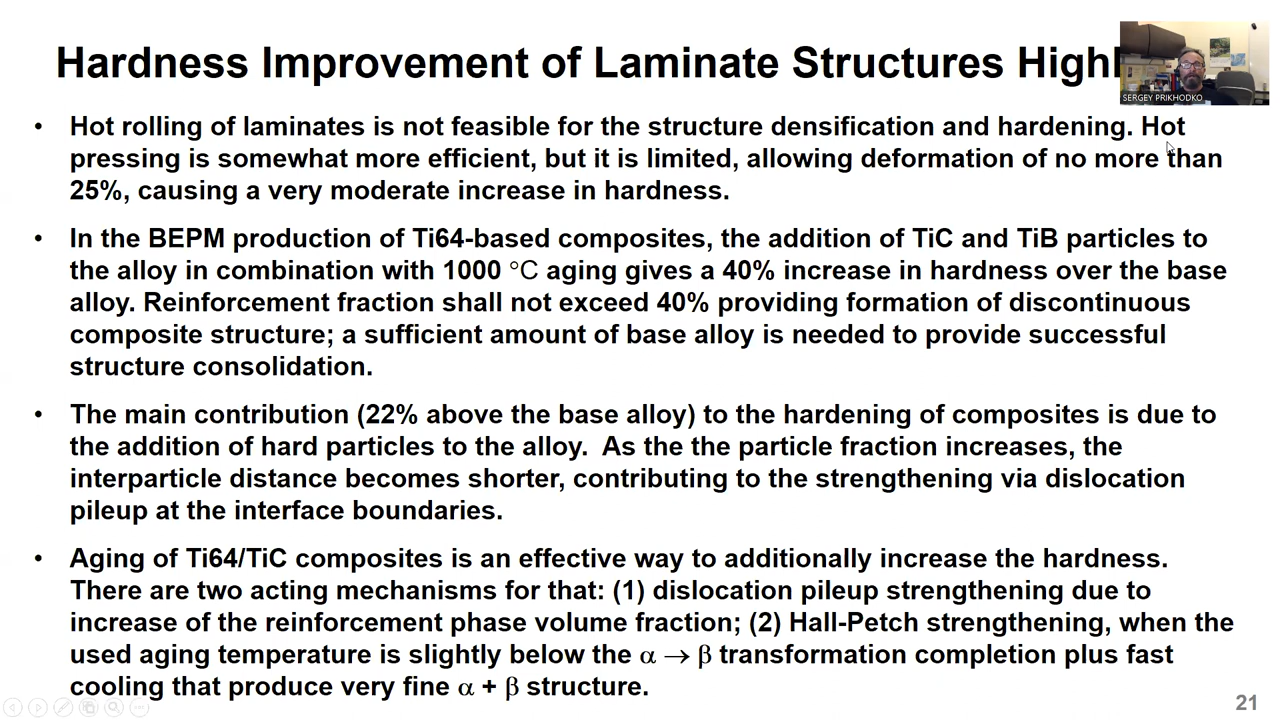 Hardness Improvement of Laminate Structures Highl
SERGEY PRIKHODKO
• Hot rolling of laminates is not feasible for the structure densification and hardening. Hot
pressing is somewhat more efficient, but it is limited, allowing deformation of no more than
25%, causing a very moderate increase in hardness.
• In the BEPM production of Ti64-based composites, the addition of TiC and TiB particles to
the alloy in combination with 1000 °C aging gives a 40% increase in hardness over the base
alloy. Reinforcement fraction shall not exceed 40% providing formation of discontinuous
composite structure; a sufficient amount of base alloy is needed to provide successful
structure consolidation.
• The main contribution (22% above the base alloy) to the hardening of composites is due to
the addition of hard particles to the alloy.  As the the particle fraction increases, the
interparticle distance becomes shorter, contributing to the strengthening via dislocation
pileup at the interface boundaries.
• Aging of Ti64/TiC composites is an effective way to additionally increase the hardness.
There are two acting mechanisms for that: (1) dislocation pileup strengthening due to
increase of the reinforcement phase volume fraction; (2) Hall-Petch strengthening, when the
used aging temperature is slightly below the α → β transformation completion plus fast
cooling that produce very fine α + β structure.
21